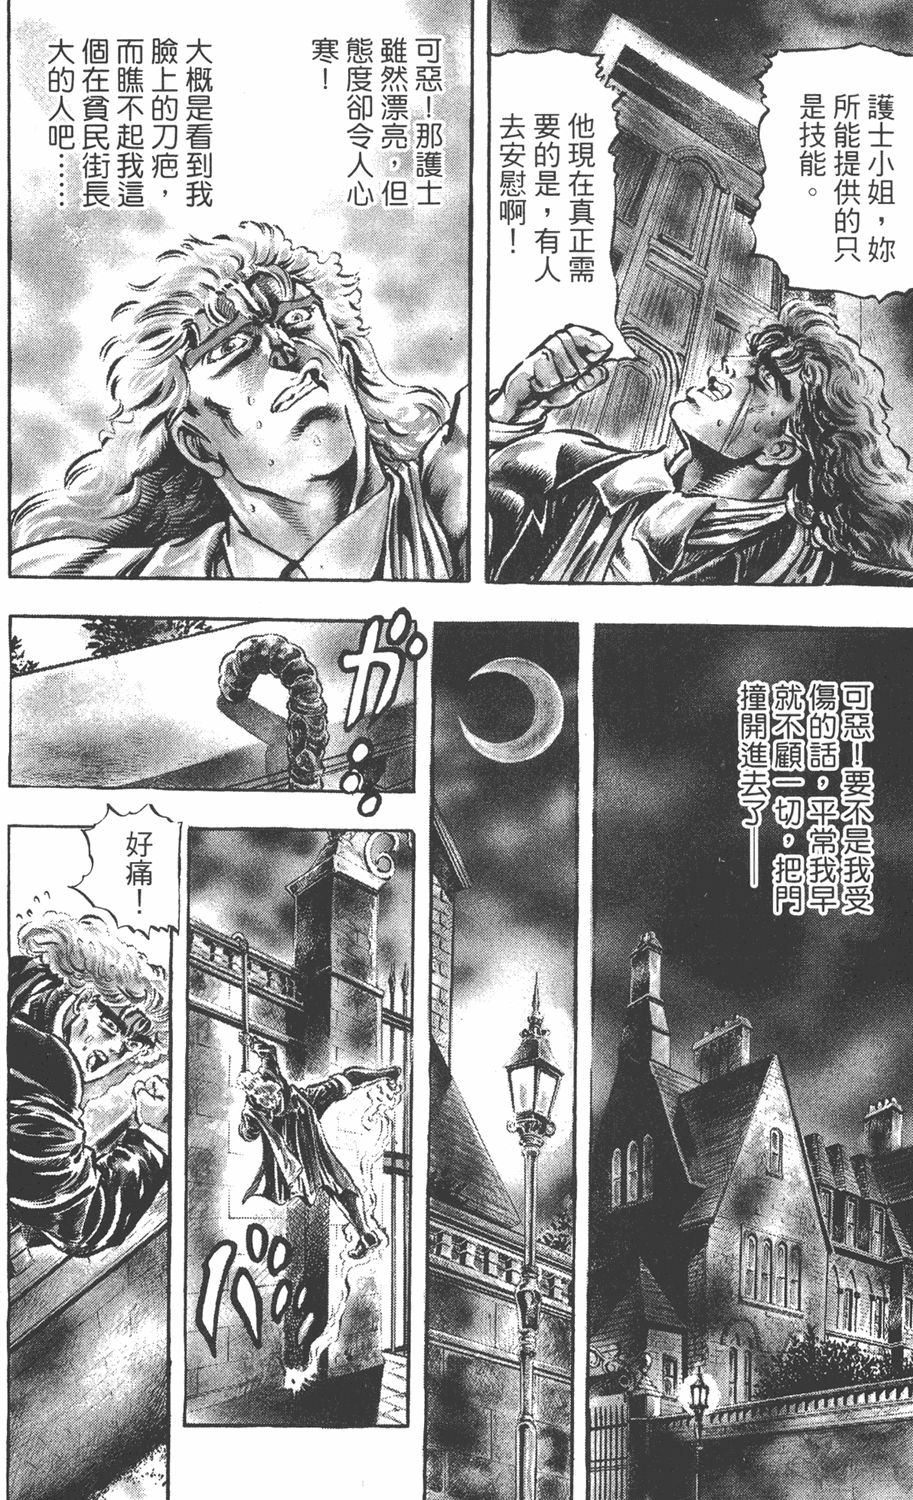 護士小姐，妳
所能提供的只
是技能。
他現在真正需
要的是，有人
去安慰啊！
可惡！那護士
雖然漂亮，但
態度卻令人心
寒！
大概是看到我
臉上的刀疤，
而瞧不起我這
個在貧民街長
大的人吧……
可惡！要不是我受
傷的話，平常我早
就不顧一切，把門
撞開進去了——
ガッ
バッ
好痛！